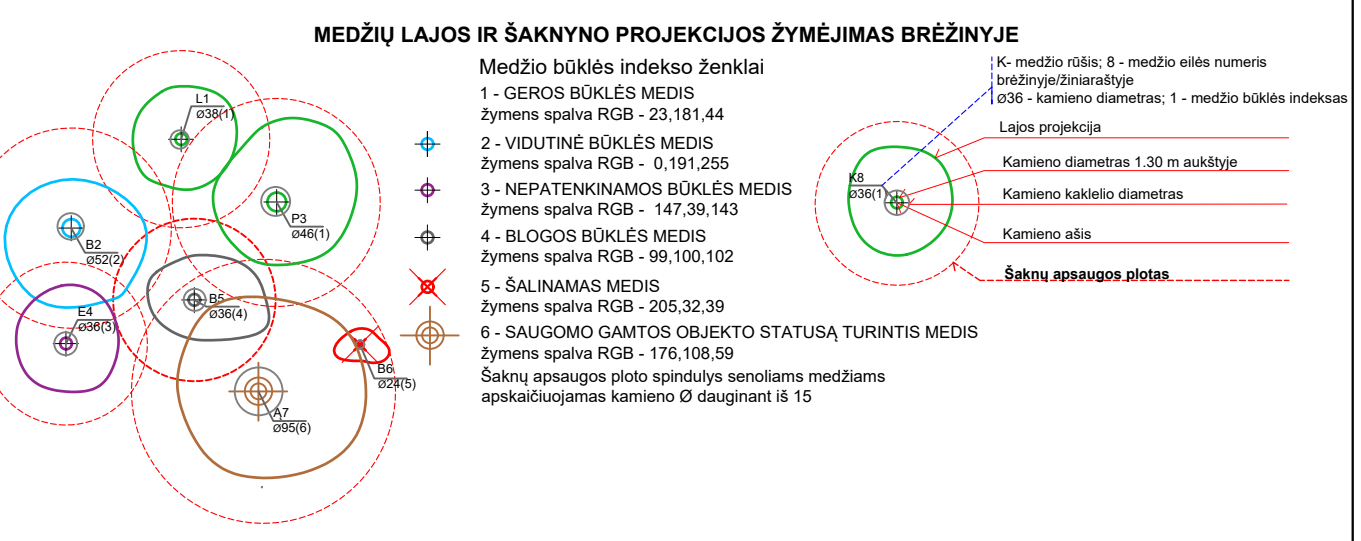 MEDŽIŲ LAJOS IR ŠAKNYNO PROJEKCIJOS ŽYMĖJIMAS BRĖŽINYJE
L1
Ø38(1)
P3
Ø46(1)
B2
Ø52(2)
B5
Ø36(4)
E4
Ø36(3)
B6
Ø24(5)
A7
Ø95(6)
Medžio būklės indekso ženklai
1 - GEROS BŪKLĖS MEDIS
žymens spalva RGB - 23,181,44
2 - VIDUTINĖ BŪKLĖS MEDIS
žymens spalva RGB - 0,191,255
3 - NEPATENKINAMOS BŪKLĖS MEDIS
žymens spalva RGB - 147,39,143
4 - BLOGOS BŪKLĖS MEDIS
žymens spalva RGB - 99,100,102
5 - ŠALINAMAS MEDIS
žymens spalva RGB - 205,32,39
6 - SAUGOMO GAMTOS OBJEKTO STATUSĄ TURINTIS MEDIS
žymens spalva RGB - 176,108,59
Šaknų apsaugos ploto spindulys senoliams medžiams
apskaičiuojamas kamieno Ø dauginant iš 15
K- medžio rūšis; 8 - medžio eilės numeris
brėžinyje/žiniaraštyje
Ø36 - kamieno diametras; 1 - medžio būklės indeksas
Lajos projekcija
Kamieno diametras 1.30 m aukštyje
Kamieno kaklelio diametras
Kamieno ašis
Šaknų apsaugos plotas
K8
Ø36(1